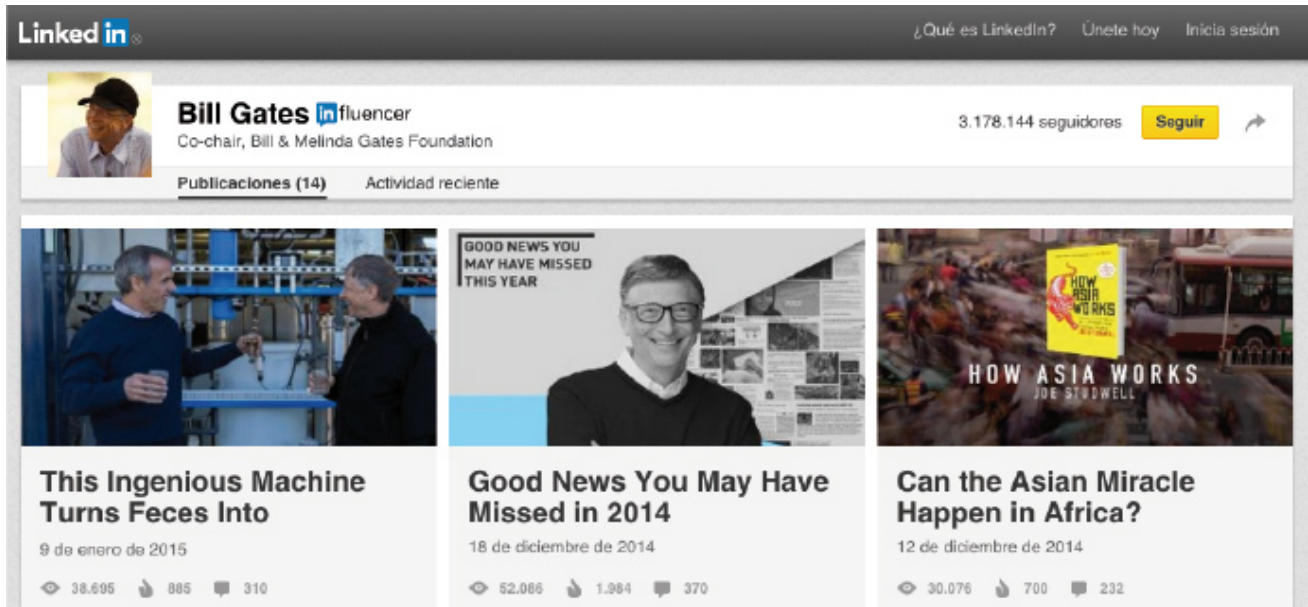 Linked in
¿Qué es LinkedIn? Únete hoy Inicia sesión
Bill Gates influencer
Co-chair, Bill & Melinda Gates Foundation
3.178.144 seguidores Seguir
Publicaciones (14) Actividad reciente
GOOD NEWS YOU
MAY HAVE MISSED
THIS YEAR
HOW
ASIA
WORKS
HOW ASIA WORKS
JOE STUDWELL
This Ingenious Machine
Turns Feces Into
9 de enero de 2015
38.695 885 310
Good News You May Have
Missed in 2014
18 de diciembre de 2014
52.086 1.984 370
Can the Asian Miracle
Happen in Africa?
12 de diciembre de 2014
30.076 700 232